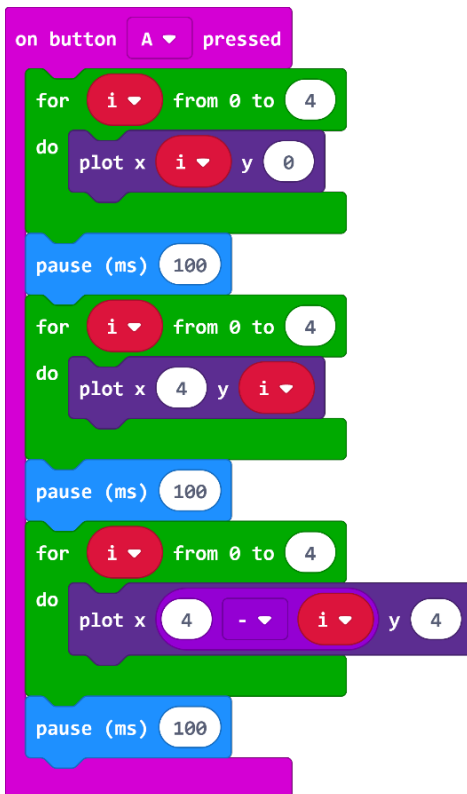 on button A pressed
for i from 0 to 4
do
plot x i y 0
pause (ms) 100
for i from 0 to 4
do
plot x 4 y i
pause (ms) 100
for i from 0 to 4
do
plot x 4 - i y 4
pause (ms) 100